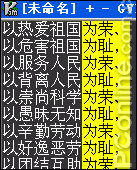 [未命名] + - G
以热爱祖国为荣、
以危害祖国为耻，
以服务人民为荣、
以背离人民为耻，
以崇尚科学为荣、
以愚昧无知为耻，
以辛勤劳动为荣、
以好逸恶劳为耻，
以团结互助为荣、
PConline